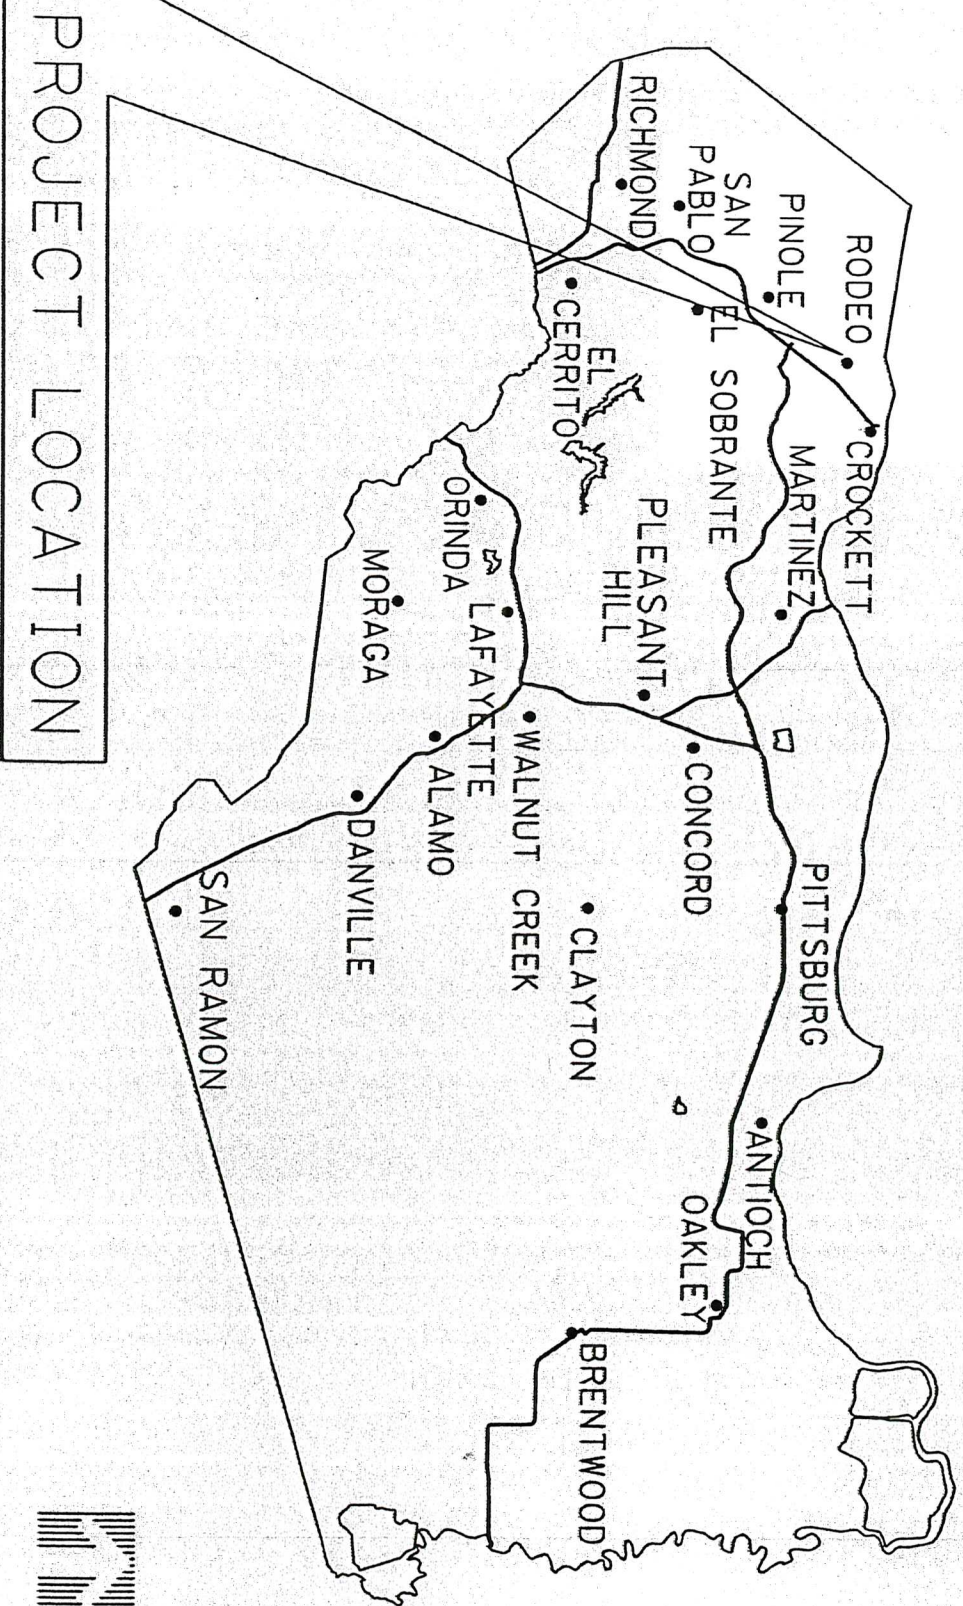 RODEO
CROCKETT
PINOLE
MARTINEZ
SAN
PABLO
EL SOBRANTE
RICHMOND
PLEASANT
HILL
EL
CERRITO
CONCORD
PITTSBURG
ANTIOCH
OAKLEY
CLAYTON
BRENTWOOD
WALNUT CREEK
ORINDA
LAFAYETTE
MORAGA
ALAMO
DANVILLE
SAN RAMON
PROJECT LOCATION